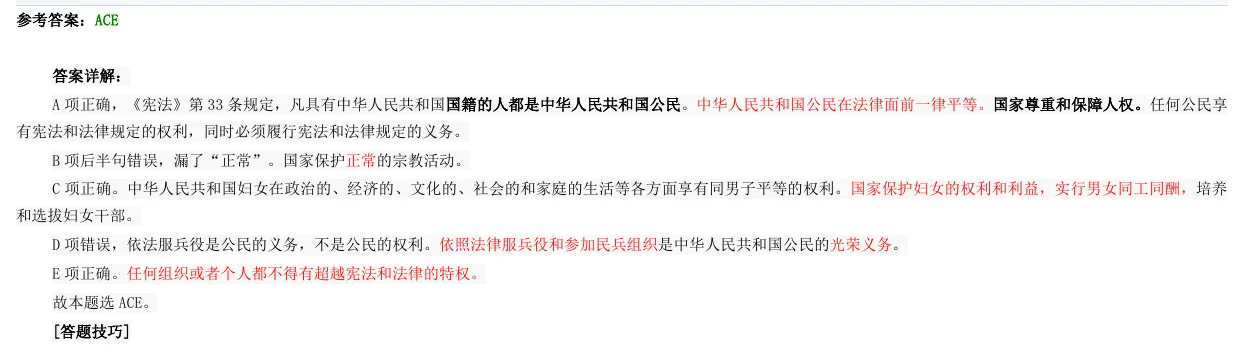 参考答案：ACE
答案详解：
A 项正确，《宪法》第 33 条规定，凡具有中华人民共和国国籍的人都是中华人民共和国公民。中华人民共和国公民在法律面前一律平等。国家尊重和保障人权。任何公民享
有宪法和法律规定的权利，同时必须履行宪法和法律规定的义务。
B 项后半句错误，漏了“正常”。国家保护正常的宗教活动。
C 项正确。中华人民共和国妇女在政治的、经济的、文化的、社会的和家庭的生活等各方面享有同男子平等的权利。国家保护妇女的权利和利益，实行男女同工同酬，培养
和选拔妇女干部。
D 项错误，依法服兵役是公民的义务，不是公民的权利。依照法律服兵役和参加民兵组织是中华人民共和国公民的光荣义务。
E 项正确。任何组织或者个人都不得有超越宪法和法律的特权。
故本题选 ACE。
[答题技巧]